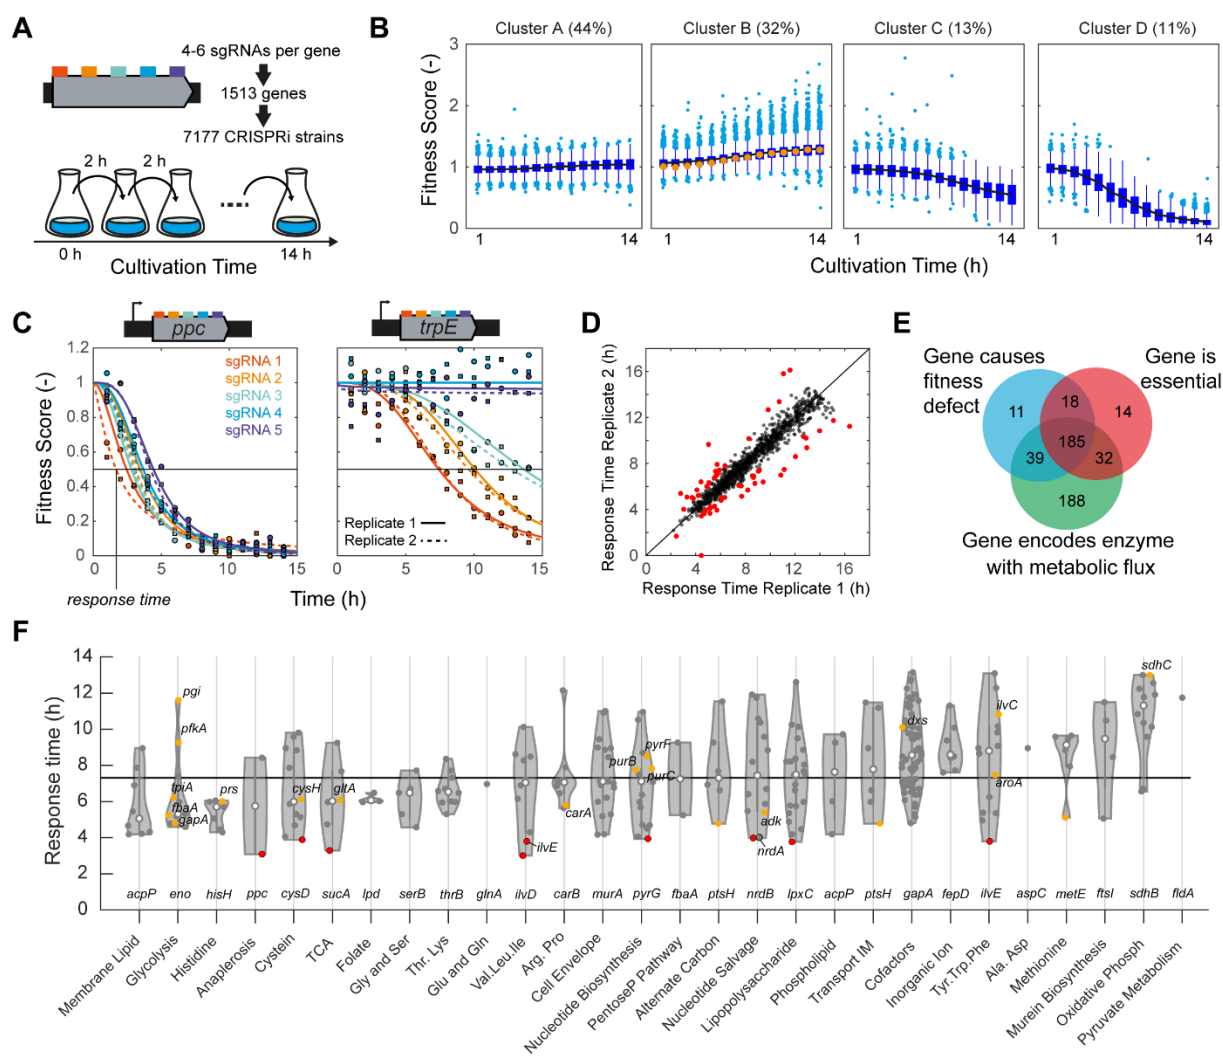 A
4-6 sgRNAs per gene
1513 genes
7177 CRISPRi strains
2 h
2 h
0 h
14 h
Cultivation Time
B
Cluster A (44%)
Cluster B (32%)
Cluster C (13%)
Cluster D (11%)
Fitness Score (-)
3
2
1
0
1
14
1
14
1
14
1
14
Cultivation Time (h)
C
ppc
trpE
Fitness Score (-)
1.2
1
0.8
0.6
0.4
0.2
0
sgRNA 1
sgRNA 2
sgRNA 3
sgRNA 4
sgRNA 5
Replicate 1
Replicate 2
0
5
10
15
0
5
10
15
response time
Time (h)
D
Response Time Replicate 2 (h)
16
12
8
4
0
0
4
8
12
16
Response Time Replicate 1 (h)
E
Gene causes
fitness
defect
Gene is
essential
11
18
14
185
39
32
188
Gene encodes enzyme
with metabolic flux
F
Response time (h)
14
12
10
8
6
4
2
0
pgi
pfkA
tpiA
fbaA
gapA
prs
cysH
gltA
ilvE
carA
purB
pyrF
purC
adk
nrdA
dxs
ilvC
aroA
sdhC
acpP
eno
hisH
ppc
cysD
sucA
lpd
serB
thrB
glnA
ilvD
carB
murA
pyrG
fbaA
ptsH
nrdB
lpxC
acpP
ptsH
gapA
fepD
ilvE
aspC
metE
ftsI
sdhB
fldA
Membrane Lipid
Glycolysis
Histidine
Anaplerosis
Cystein
TCA
Folate
Gly and Ser
Thr. Lys
Glu and Gln
Val.Leu.Ile
Arg. Pro
Cell Envelope
Nucleotide Biosynthesis
PentoseP Pathway
Alternate Carbon
Nucleotide Salvage
Lipopolysaccharide
Phospholipid
Transport IM
Cofactors
Inorganic Ion
Tyr.Trp.Phe
Ala. Asp
Methionine
Murein Biosynthesis
Oxidative Phosph
Pyruvate Metabolism